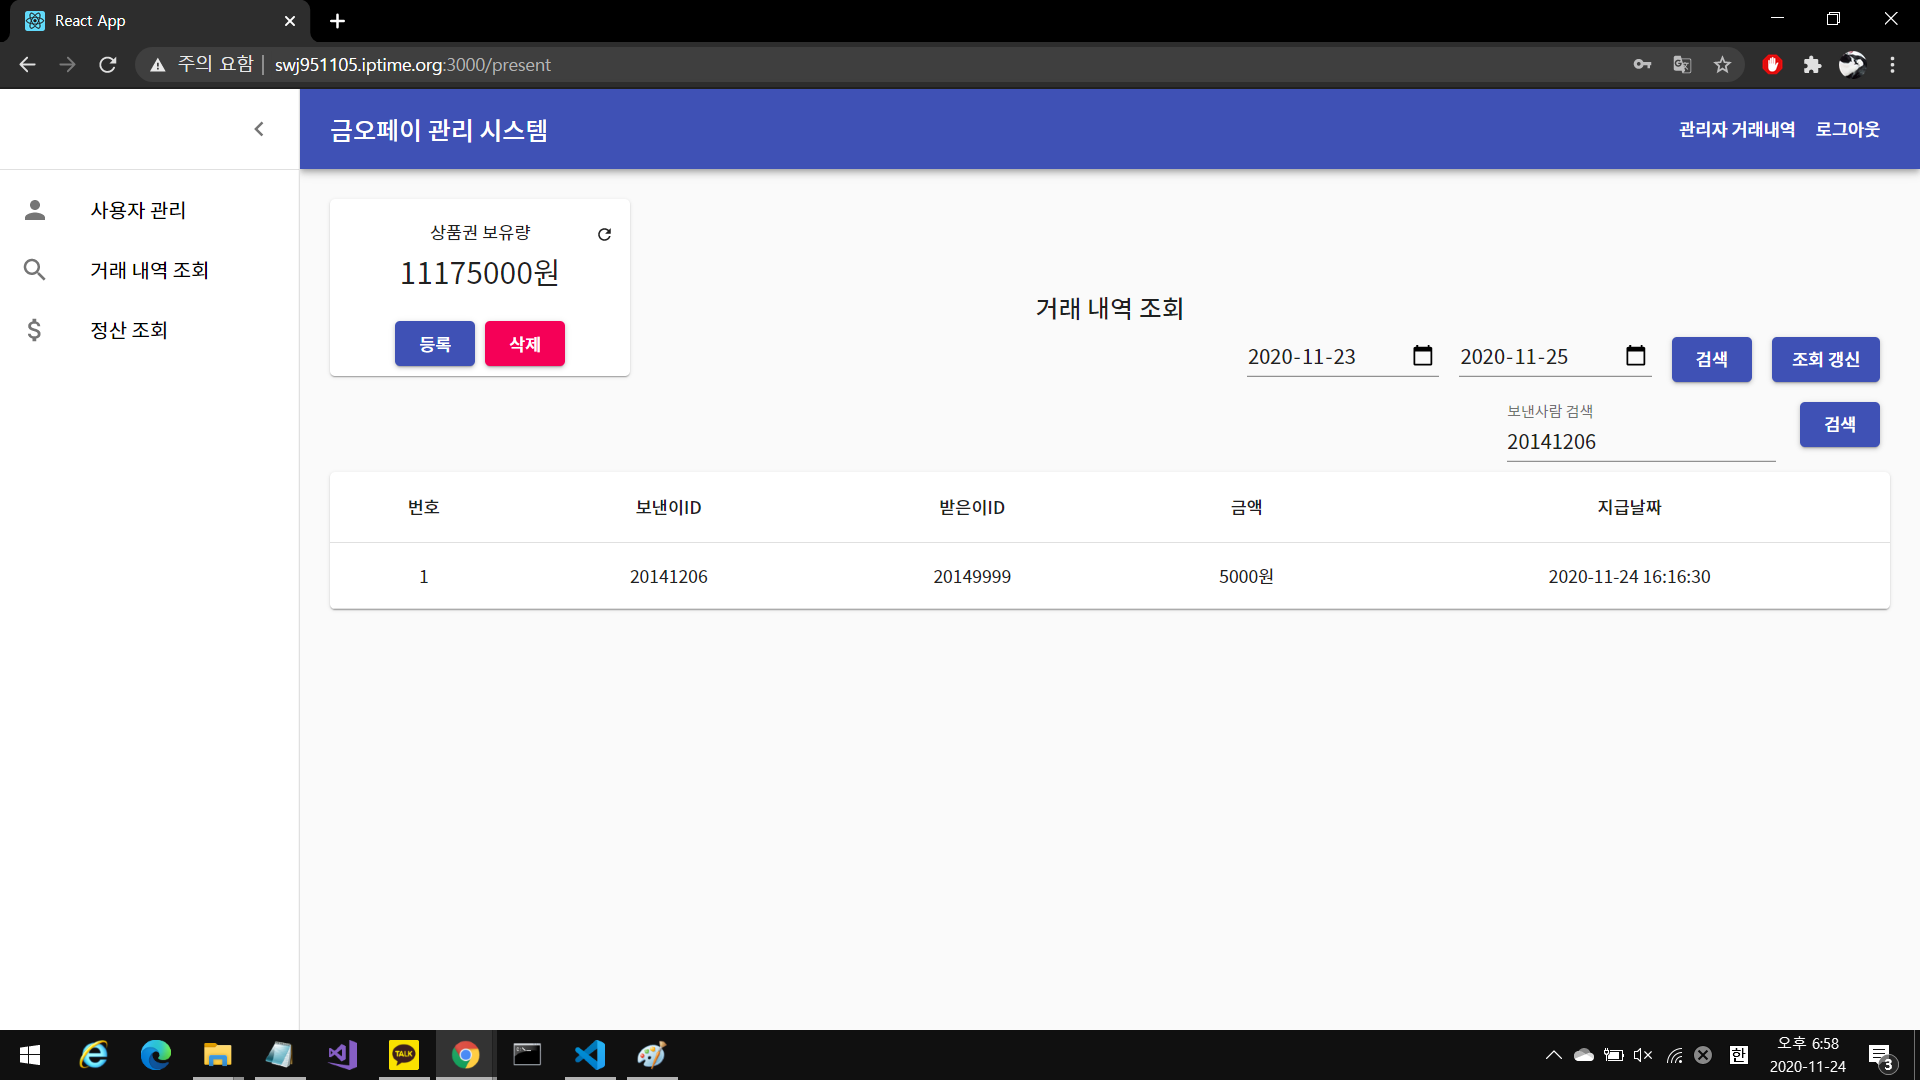 React App
주의 요함 | swj951105.iptime.org:3000/present
금오페이 관리 시스템
관리자 거래내역 로그아웃
사용자 관리
거래 내역 조회
정산 조회
상품권 보유량
11175000원
등록 삭제
거래 내역 조회
2020-11-23 2020-11-25 검색 조회 갱신
보낸사람 검색
20141206 검색
번호 보낸이ID 받은이ID 금액 지급날짜
1 20141206 20149999 5000원 2020-11-24 16:16:30
TALK
한
오후 6:58
2020-11-24
3